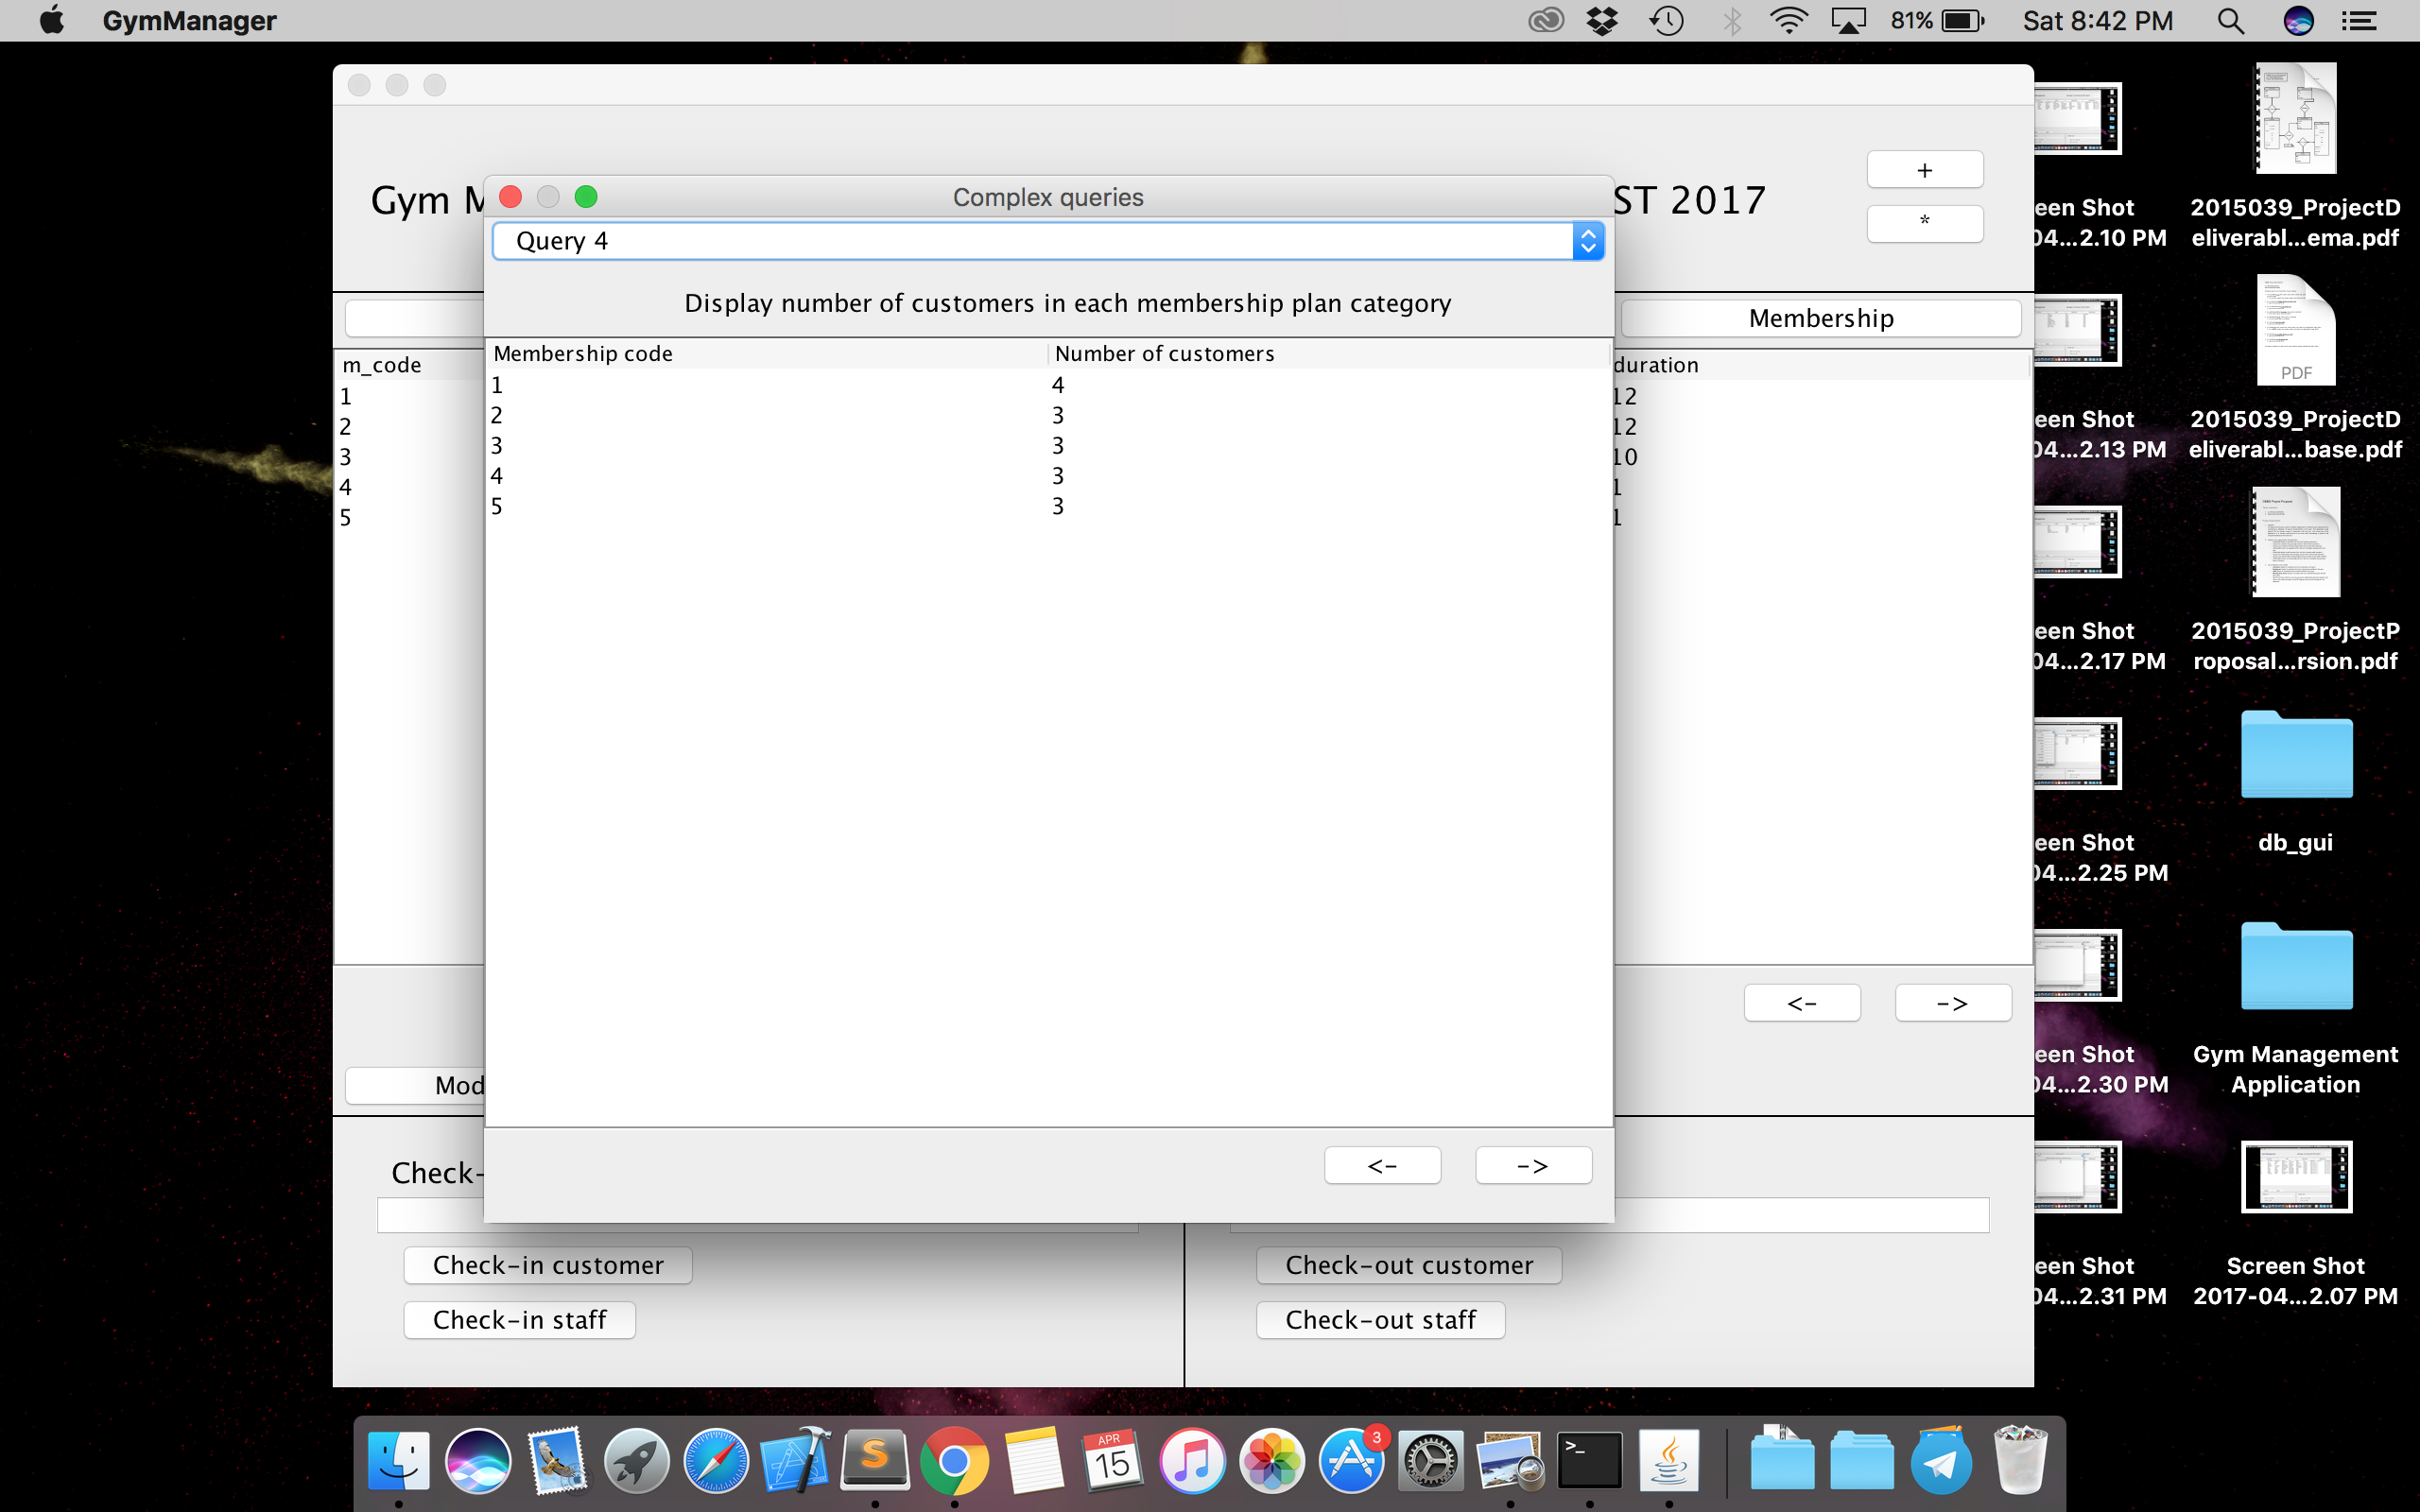 GymManager
81%
Sat 8:42 PM
Gym M
ST 2017
+
*
Complex queries
Query 4
Display number of customers in each membership plan category
Membership
Membership code Number of customers
1 4
2 3
3 3
4 3
5 3
m_code
1
2
3
4
5
duration
12
12
10
1
1
<- ->
Mod
<- ->
Check-
Check-in customer
Check-in staff
Check-out customer
Check-out staff
een Shot
04...2.10 PM
een Shot
04...2.13 PM
een Shot
04...2.17 PM
een Shot
04...2.25 PM
een Shot
04...2.30 PM
een Shot
04...2.31 PM
2015039_ProjectD
eliverabl...ema.pdf
PDF
2015039_ProjectD
eliverabl...base.pdf
2015039_ProjectP
roposal...rsion.pdf
db_gui
Gym Management
Application
Screen Shot
2017-04...2.07 PM
S
APR
15
3
>_